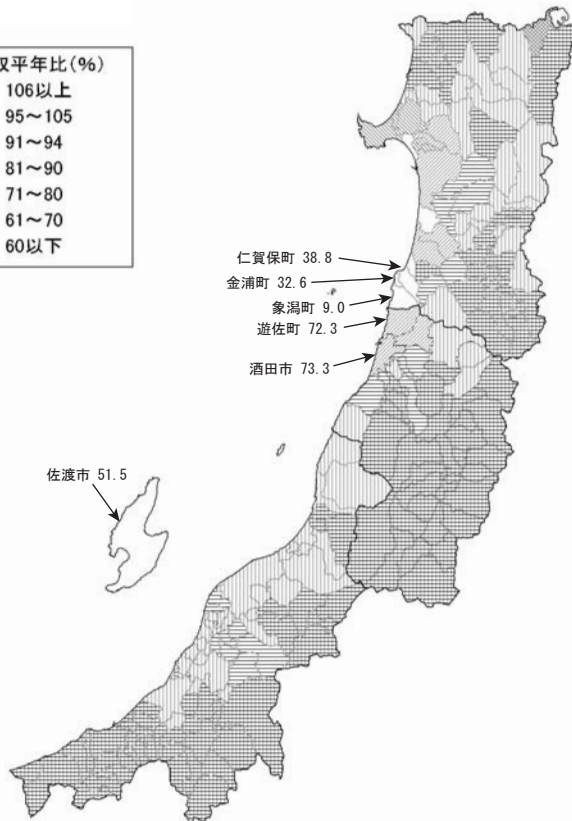 収平年比(%)
106以上
95～105
91～94
81～90
71～80
61～70
60以下
仁賀保町 38.8
金浦町 32.6
象潟町 9.0
遊佐町 72.3
酒田市 73.3
佐渡市 51.5